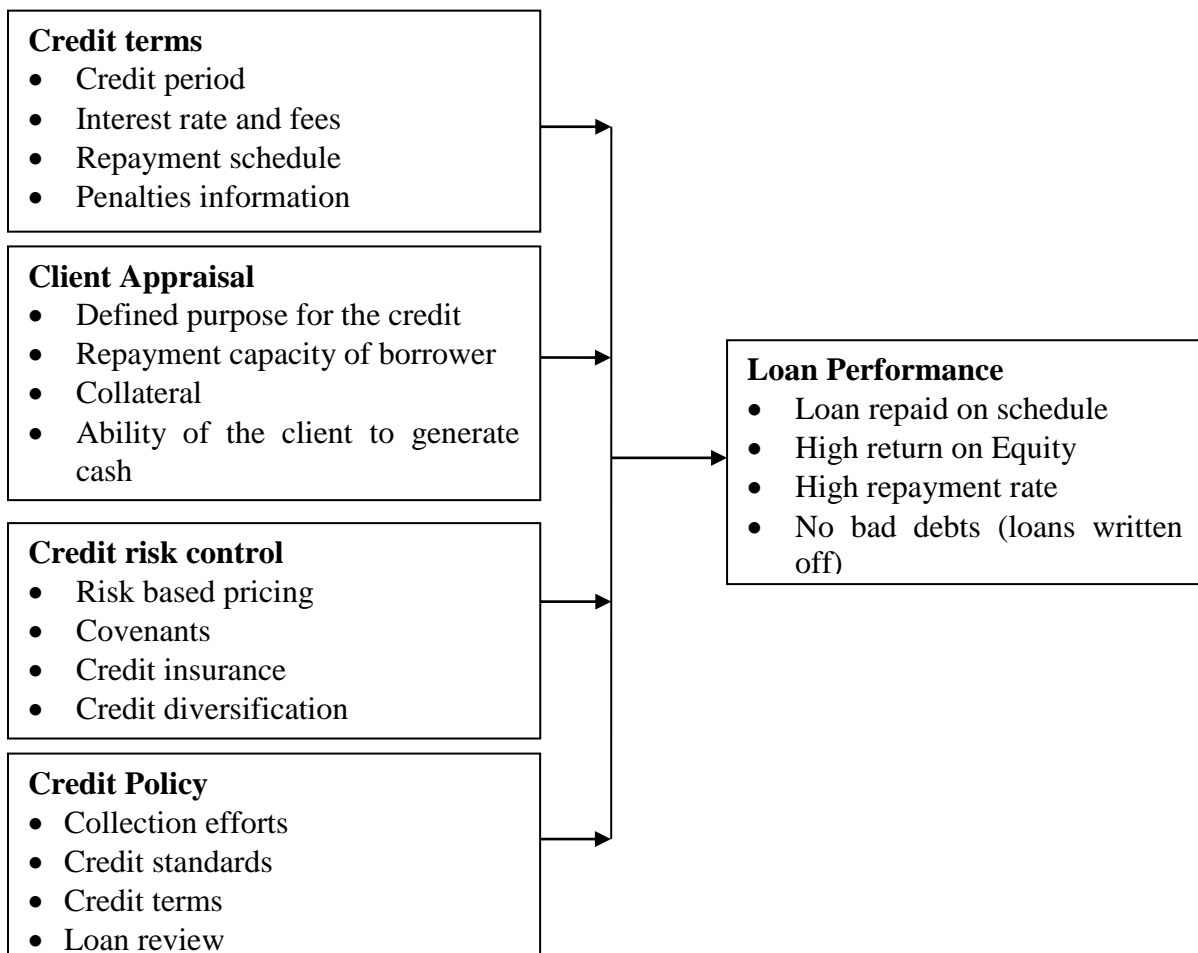 Credit terms
• Credit period
• Interest rate and fees
• Repayment schedule
• Penalties information
Client Appraisal
• Defined purpose for the credit
• Repayment capacity of borrower
• Collateral
• Ability of the client to generate
cash
Credit risk control
• Risk based pricing
• Covenants
• Credit insurance
• Credit diversification
Credit Policy
• Collection efforts
• Credit standards
• Credit terms
• Loan review
Loan Performance
• Loan repaid on schedule
• High return on Equity
• High repayment rate
• No bad debts (loans written
off)